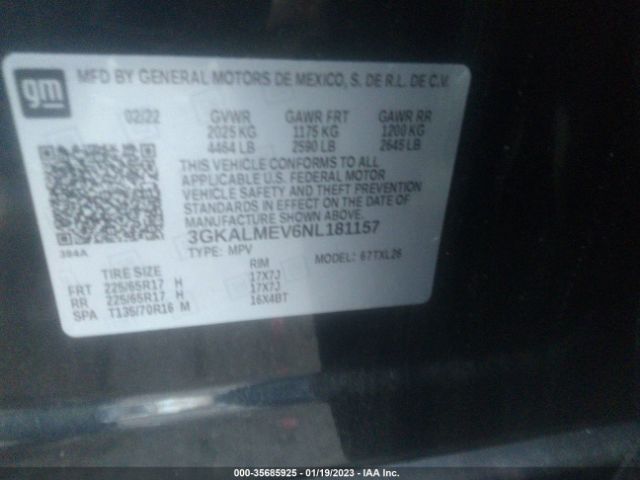 gm
MFD BY GENERAL MOTORS DE MEXICO, S. DE R.L. DE C.V.
02/22 GVWR GAWR FRT GAWR RR
2025 KG 1175 KG 1200 KG
4464 LB 2590 LB 2645 LB
THIS VEHICLE CONFORMS TO ALL
APPLICABLE U.S. FEDERAL MOTOR
VEHICLE SAFETY AND THEFT PREVENTION
STANDARDS IN EFFECT ON THE DATE OF
MANUFACTURE SHOWN ABOVE.
3GKALMEV6NL181157
394A
TYPE: MPV MODEL: 67TXL26
TIRE SIZE RIM
FRT 225/65R17 H 17X7J
RR 225/65R17 H 17X7J
SPA T135/70R16 M 16X4BT
000-35685925 | 01/19/2023 | IAA Inc.